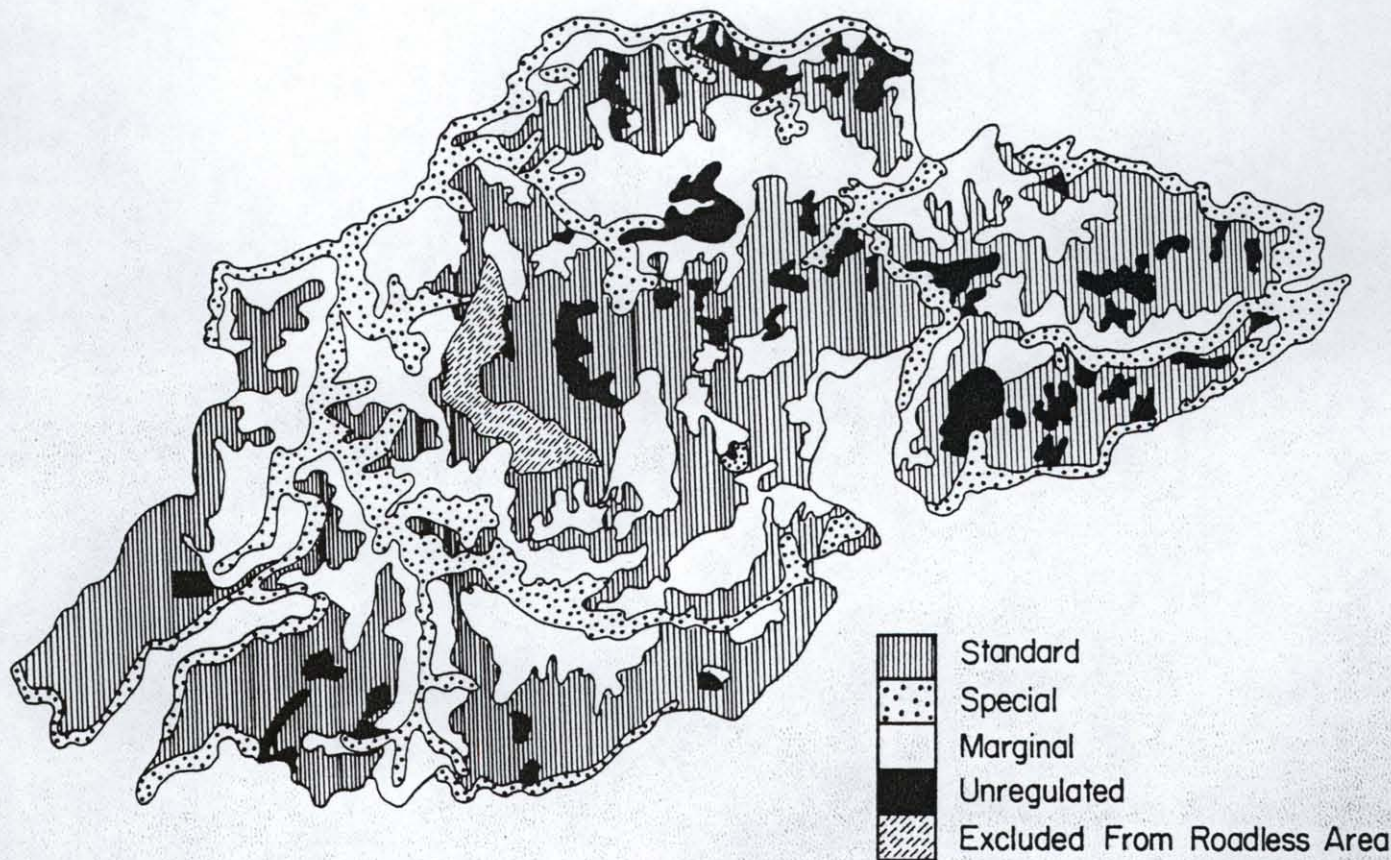 Standard
Special
Marginal
Unregulated
Excluded From Roadless Area